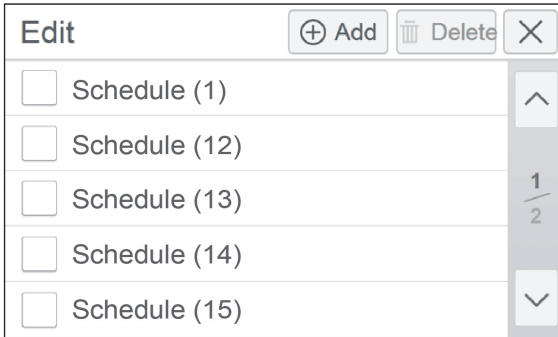 Edit Add Delete
Schedule (1)
Schedule (12)
Schedule (13)
Schedule (14)
Schedule (15)
1
2